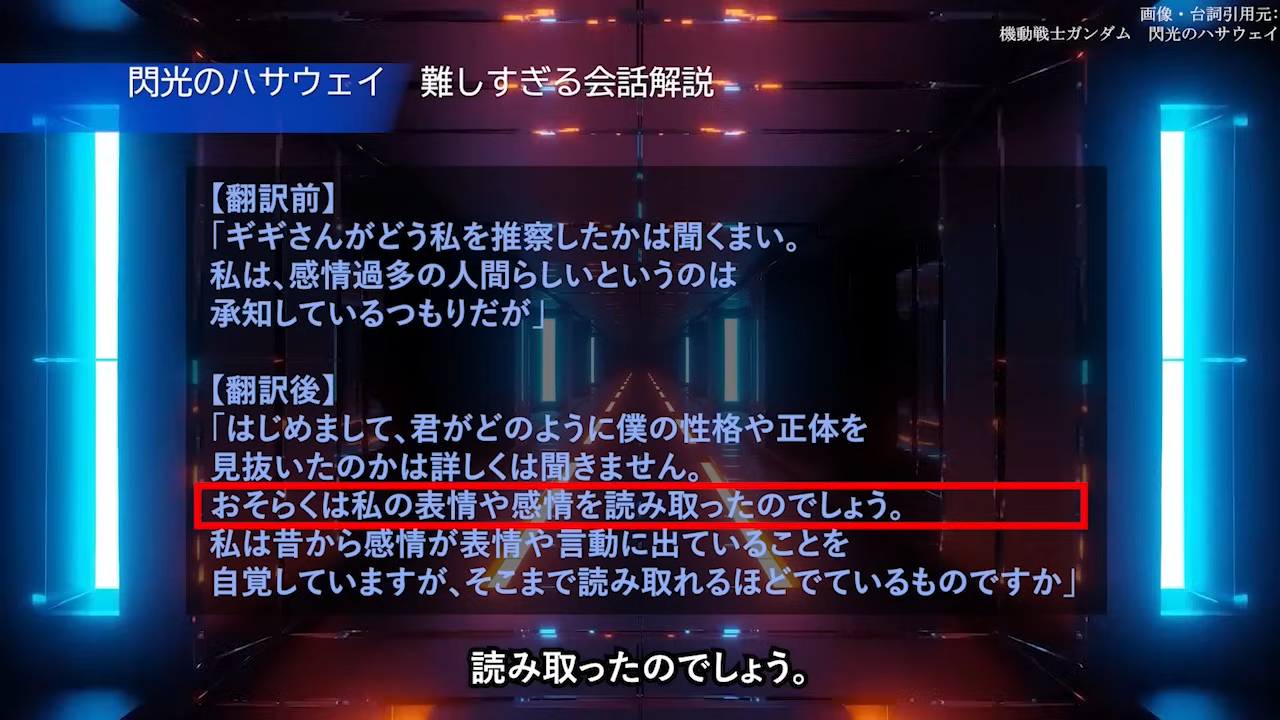 画像・台詞引用元:
機動戦士ガンダム 閃光のハサウェイ
閃光のハサウェイ 難しすぎる会話解説
【翻訳前】
「ギギさんがどう私を推察したかは聞くまい。
私は、感情過多の人間らしいというのは
承知しているつもりだが」
【翻訳後】
「はじめまして、君がどのように僕の性格や正体を
見抜いたのかは詳しくは聞きません。
おそらくは私の表情や感情を読み取ったのでしょう。
私は昔から感情が表情や言動に出ていることを
自覚していますが、そこまで読み取れるほどでているものですか」
読み取ったのでしょう。